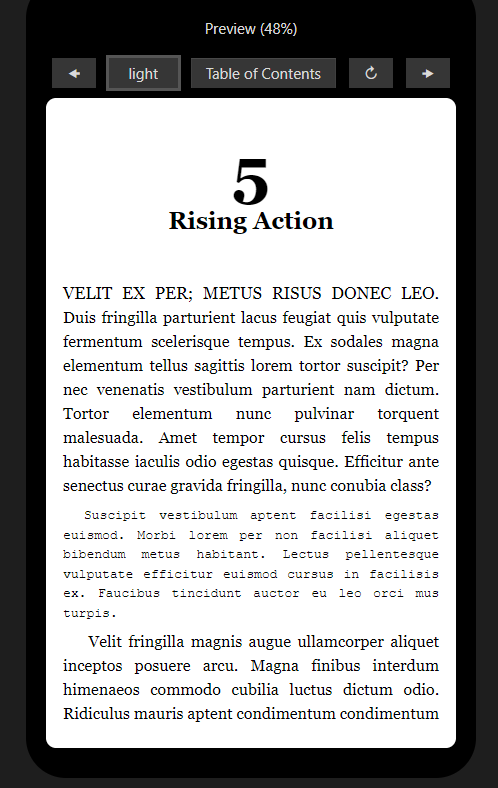 Preview (48%)
light
Table of Contents
5
Rising Action
VELIT EX PER; METUS RISUS DONEC LEO.
Duis fringilla parturient lacus feugiat quis vulputate
fermentum scelerisque tempus. Ex sodales magna
elementum tellus sagittis lorem tortor suscipit? Per
nec venenatis vestibulum parturient nam dictum.
Tortor elementum nunc pulvinar torquent
malesuada. Amet tempor cursus felis tempus
habitasse iaculis odio egestas quisque. Efficitur ante
senectus curae gravida fringilla, nunc conubia class?
Suscipit vestibulum aptent facilisi egestas
euismod. Morbi lorem per non facilisi aliquet
bibendum metus habitant. Lectus pellentesque
vulputate efficitur euismod cursus in facilisis
ex. Faucibus tincidunt auctor eu leo orci mus
turpis.
Velit fringilla magnis augue ullamcorper aliquet
inceptos posuere arcu. Magna finibus interdum
himenaeos commodo cubilia luctus dictum odio.
Ridiculus mauris aptent condimentum condimentum